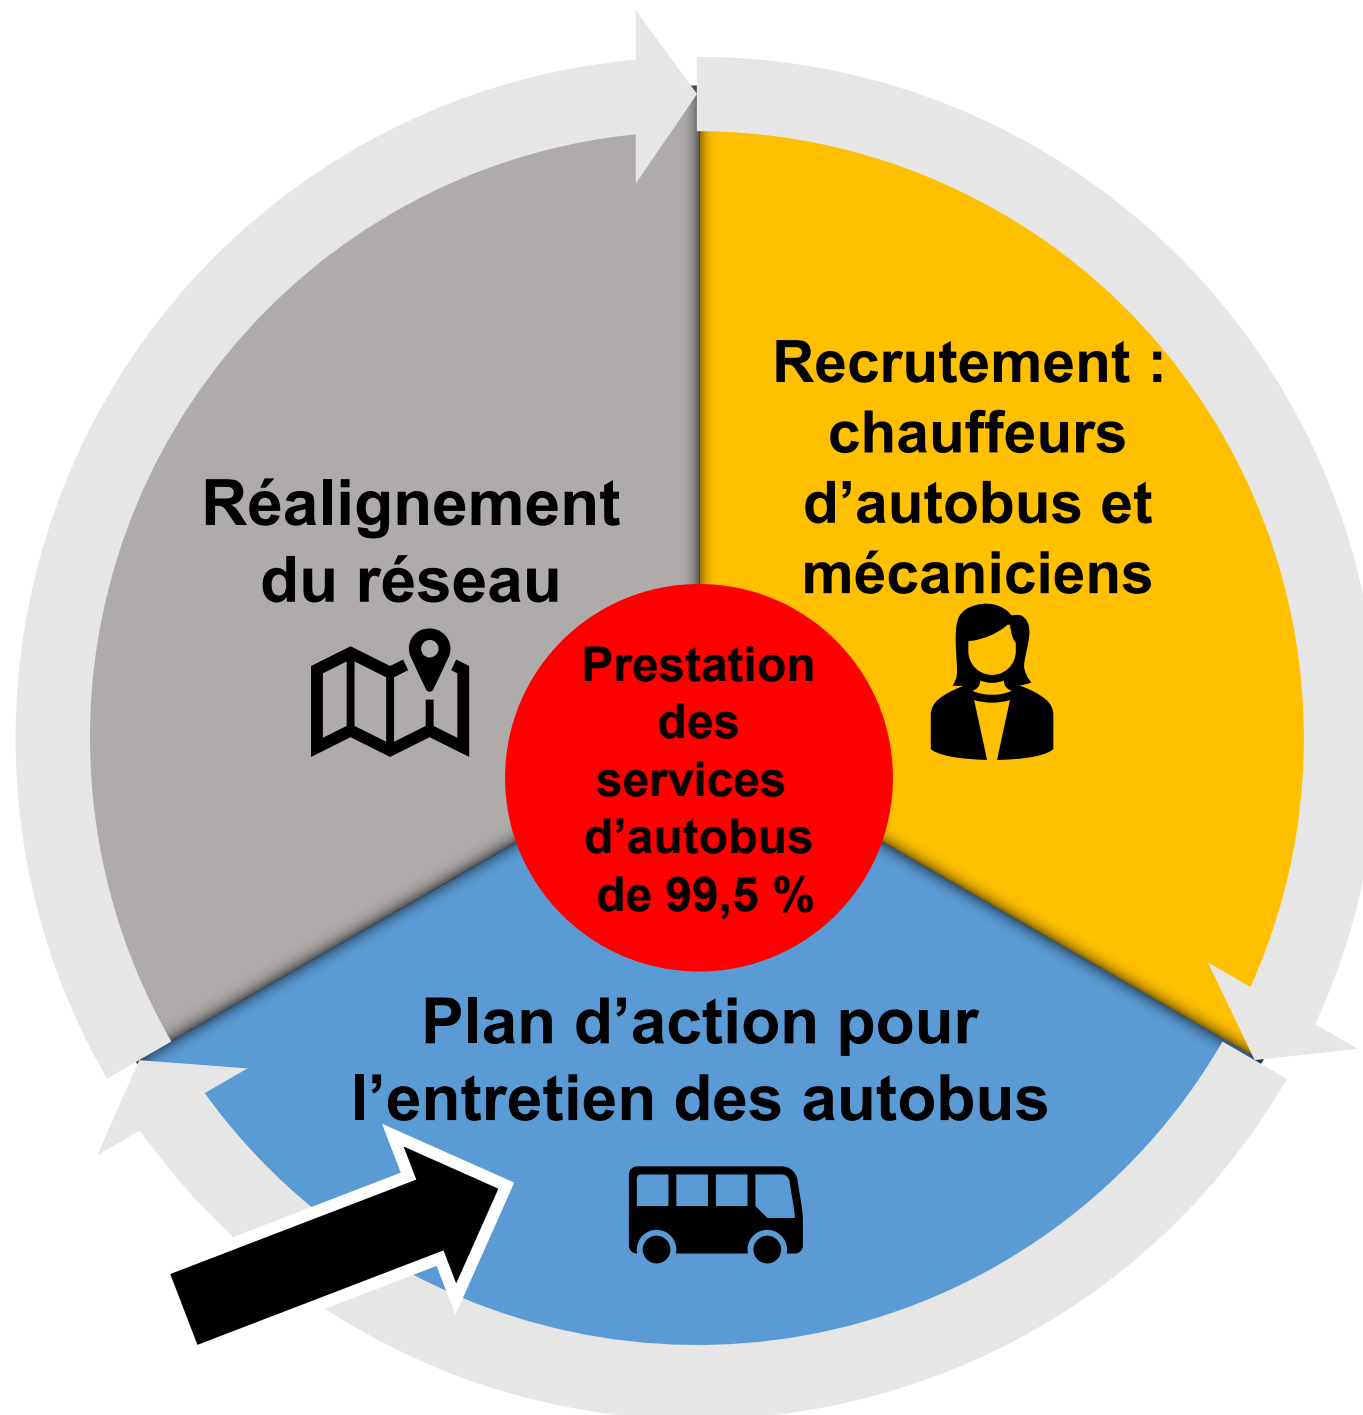 Réalignement
du réseau
Recrutement :
chauffeurs
d’autobus et
mécaniciens
Prestation
des
services
d’autobus
de 99,5 %
Plan d’action pour
l’entretien des autobus